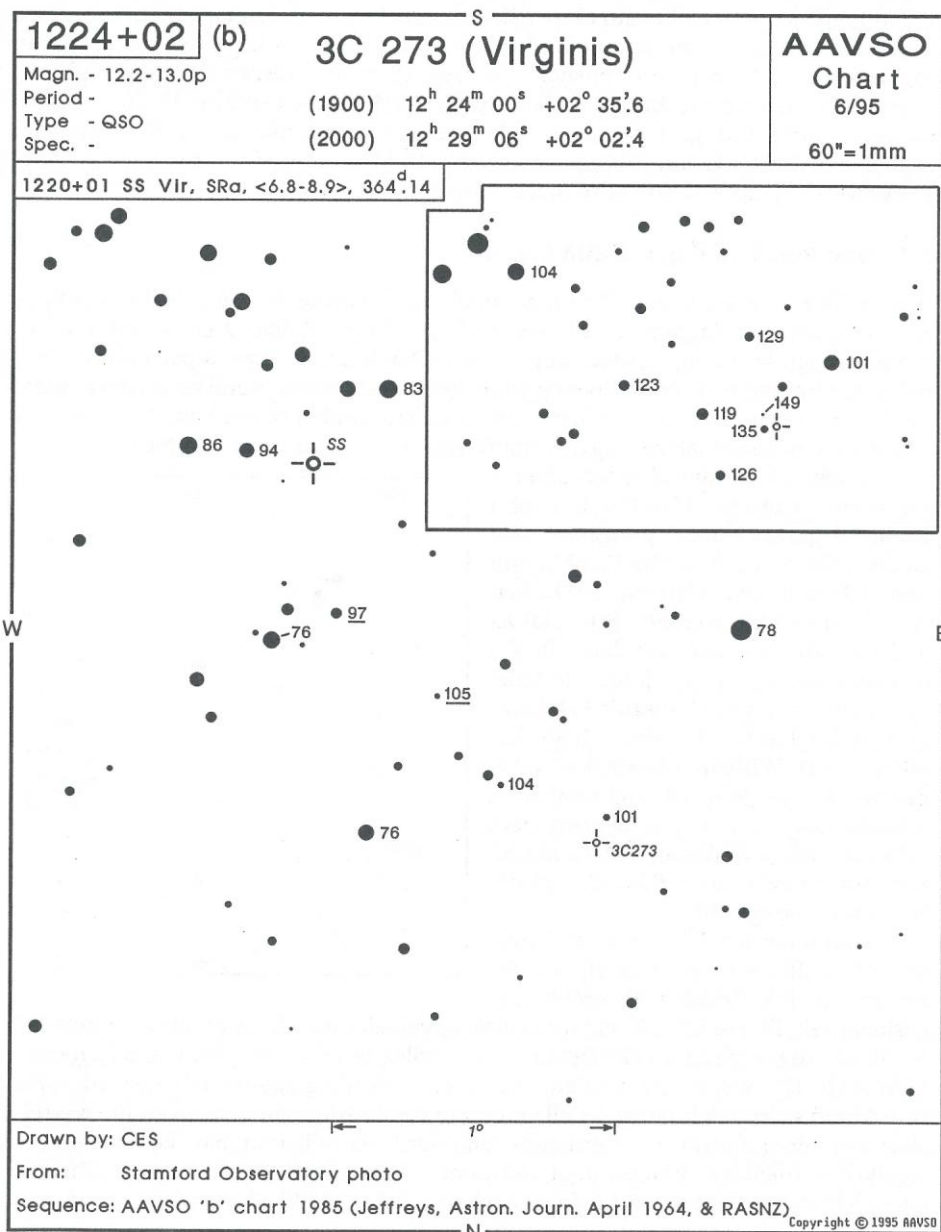 S
1224+02 (b)
3C 273 (Virginis)
AAVSO
Chart
6/95
60"=1mm
Magn. - 12.2-13.0p
Period -
Type - QSO
Spec. -
(1900) 12h 24m 00s +02° 35'.6
(2000) 12h 29m 06s +02° 02'.4
1220+01 SS Vir, SRa, <6.8-8.9>, 364d.14
104
129
101
123
119
149
135
126
83
86
94
SS
W
E
97
76
78
105
104
101
76
3C273
1°
Drawn by: CES
From: Stamford Observatory photo
Sequence: AAVSO 'b' chart 1985 (Jeffreys, Astron. Journ. April 1964, & RASNZ)
N
Copyright © 1995 AAVSO